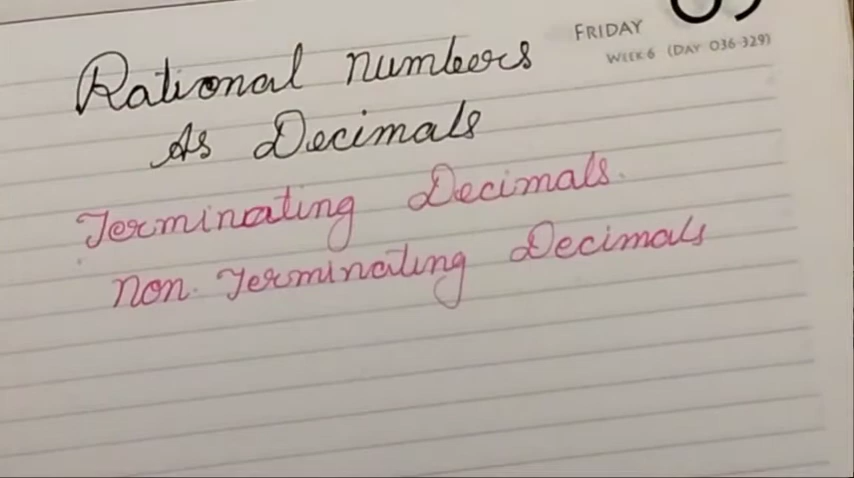 FRIDAY
WEEK 6 (DAY 036-329)
Rational numbers
As Decimals
Terminating Decimals.
non. Terminating Decimals